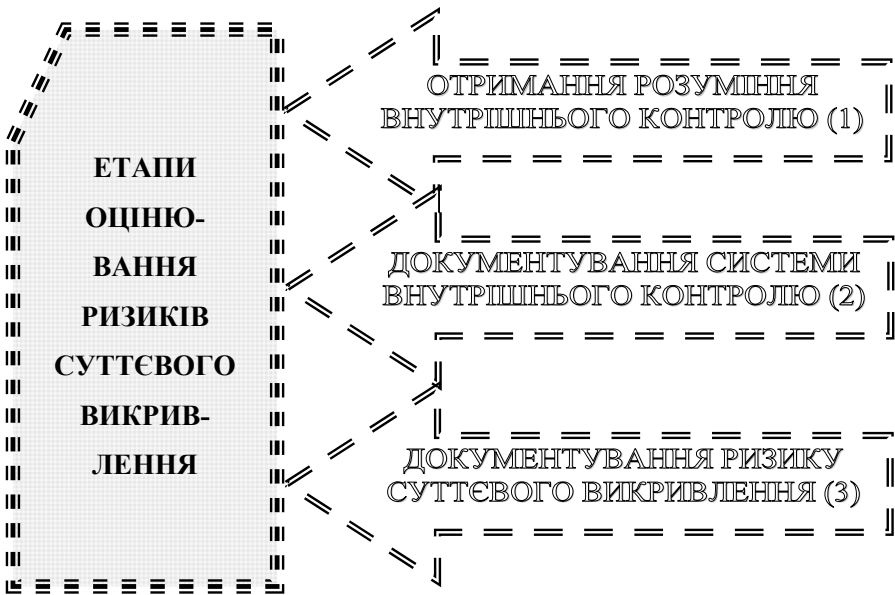 ЕТАПИ
ОЦІНЮ-
ВАННЯ
РИЗИКІВ
СУТТЄВОГО
ВИКРИВ-
ЛЕННЯ
ОТРИМАННЯ РОЗУМІННЯ
ВНУТРІШНЬОГО КОНТРОЛЮ (1)
ДОКУМЕНТУВАННЯ СИСТЕМИ
ВНУТРІШНЬОГО КОНТРОЛЮ (2)
ДОКУМЕНТУВАННЯ РИЗИКУ
СУТТЄВОГО ВИКРИВЛЕННЯ (3)